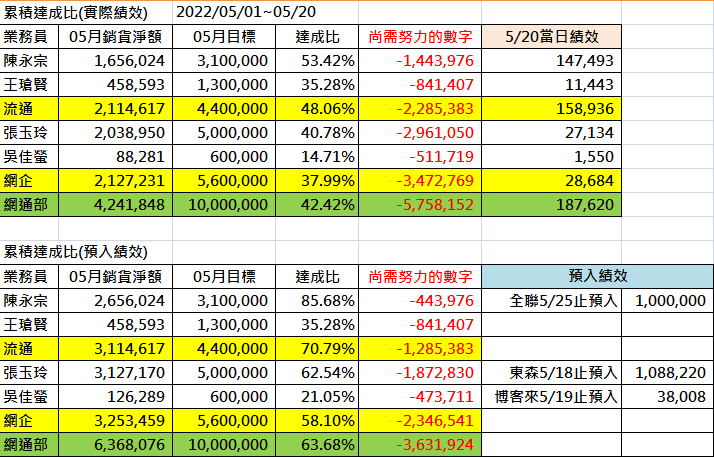 累積達成比(實際績效) 2022/05/01~05/20
業務員 05月銷貨淨額 05月目標 達成比 尚需努力的數字 5/20當日績效
陳永宗 1,656,024 3,100,000 53.42% -1,443,976 147,493
王瑲賢 458,593 1,300,000 35.28% -841,407 11,443
流通 2,114,617 4,400,000 48.06% -2,285,383 158,936
張玉玲 2,038,950 5,000,000 40.78% -2,961,050 27,134
吳佳螢 88,281 600,000 14.71% -511,719 1,550
網企 2,127,231 5,600,000 37.99% -3,472,769 28,684
網通部 4,241,848 10,000,000 42.42% -5,758,152 187,620
累積達成比(預入績效)
業務員 05月銷貨淨額 05月目標 達成比 尚需努力的數字 預入績效
陳永宗 2,656,024 3,100,000 85.68% -443,976 全聯5/25止預入 1,000,000
王瑲賢 458,593 1,300,000 35.28% -841,407
流通 3,114,617 4,400,000 70.79% -1,285,383
張玉玲 3,127,170 5,000,000 62.54% -1,872,830 東森5/18止預入 1,088,220
吳佳螢 126,289 600,000 21.05% -473,711 博客來5/19止預入 38,008
網企 3,253,459 5,600,000 58.10% -2,346,541
網通部 6,368,076 10,000,000 63.68% -3,631,924